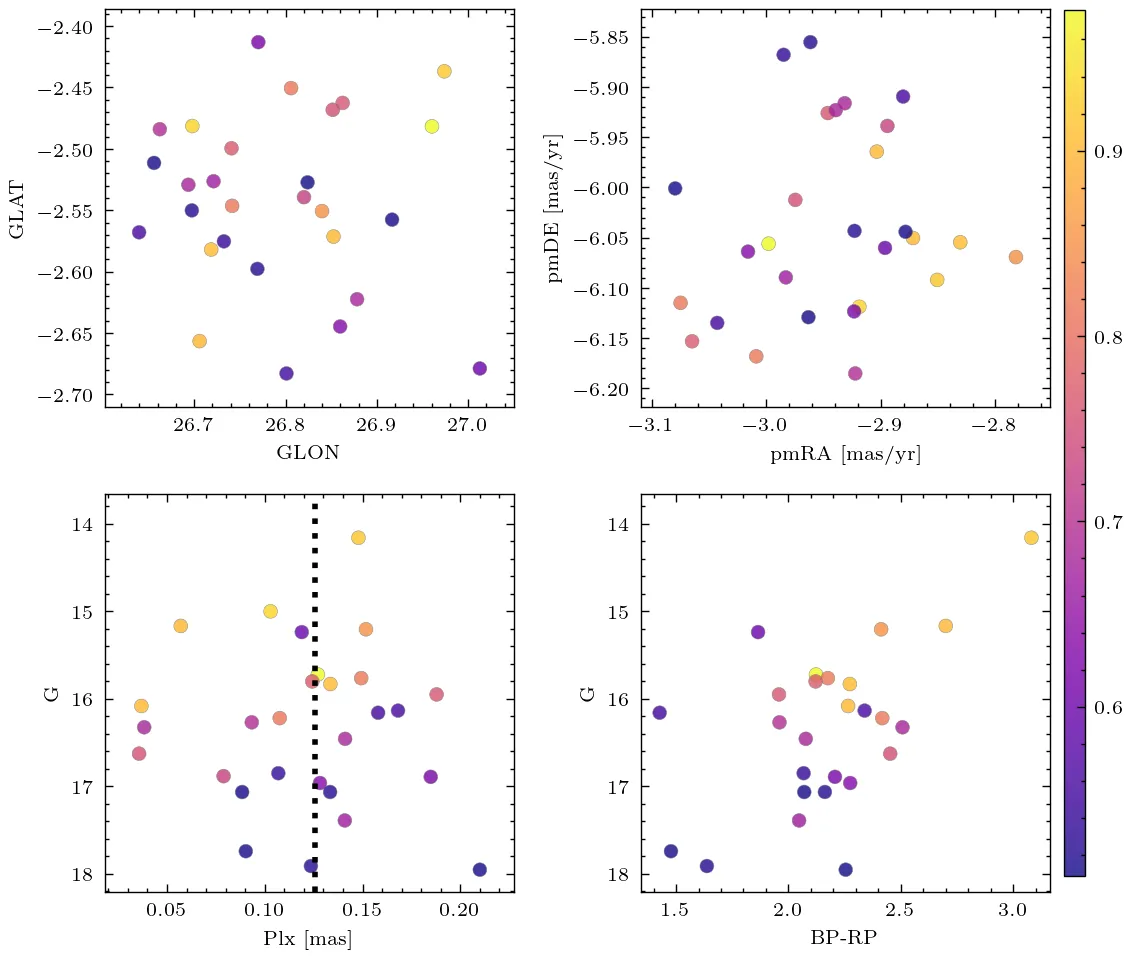 −2.40
−2.45
−2.50
−2.55
−2.60
−2.65
−2.70
GLAT
26.7 26.8 26.9 27.0
GLON
−5.85
−5.90
−5.95
−6.00
−6.05
−6.10
−6.15
−6.20
pmDE [mas/yr]
−3.1 −3.0 −2.9 −2.8
pmRA [mas/yr]
0.9
0.8
0.7
0.6
14
15
16
17
18
G
0.05 0.10 0.15 0.20
Plx [mas]
14
15
16
17
18
G
1.5 2.0 2.5 3.0
BP-RP